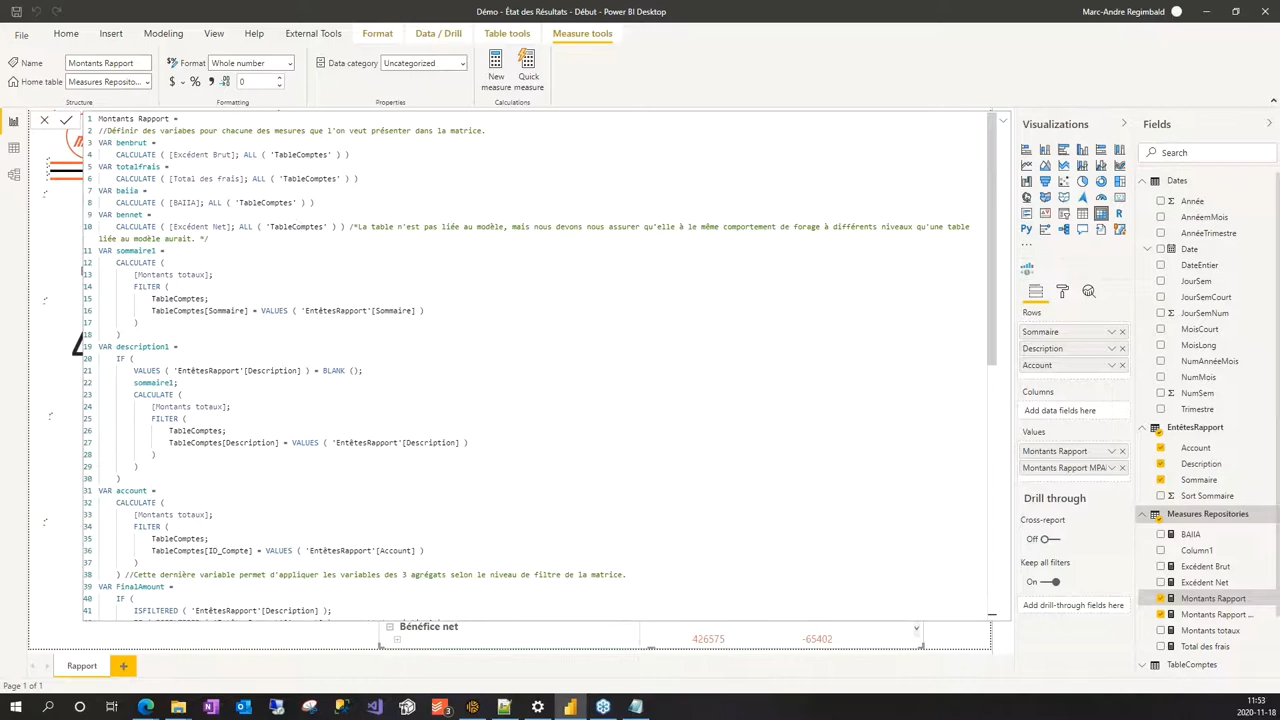 Démo - État des Résultats - Début - Power BI Desktop
Marc-Andre Regimbald
File Home Insert Modeling View Help External Tools Format Data / Drill Table tools Measure tools
Name Montants Rapport
Format Whole number
Data category Uncategorized
Home table Measures Reposito...
$ % 0
New measure
Quick measure
Structure Formatting Properties Calculations
1 Montants Rapport =
2 //Définir des variabes pour chacune des mesures que l'on veut présenter dans la matrice.
3 VAR benbrut =
4 CALCULATE ( [Excédent Brut]; ALL ( 'TableComptes' ) )
5 VAR totalfrais =
6 CALCULATE ( [Total des frais]; ALL ( 'TableComptes' ) )
7 VAR baiia =
8 CALCULATE ( [BAIIA]; ALL ( 'TableComptes' ) )
9 VAR bennet =
10 CALCULATE ( [Excédent Net]; ALL ( 'TableComptes' ) ) /*La table n'est pas liée au modèle, mais nous devons nous assurer qu'elle à le même comportement de forage à différents niveaux qu'une table
liée au modèle aurait. */
11 VAR sommaire1 =
12 CALCULATE (
13 [Montants totaux];
14 FILTER (
15 TableComptes;
16 TableComptes[Sommaire] = VALUES ( 'EntêtesRapport'[Sommaire] )
17 )
18 )
19 VAR description1 =
20 IF (
21 VALUES ( 'EntêtesRapport'[Description] ) = BLANK ();
22 sommaire1;
23 CALCULATE (
24 [Montants totaux];
25 FILTER (
26 TableComptes;
27 TableComptes[Description] = VALUES ( 'EntêtesRapport'[Description] )
28 )
29 )
30 )
31 VAR account =
32 CALCULATE (
33 [Montants totaux];
34 FILTER (
35 TableComptes;
36 TableComptes[ID_Compte] = VALUES ( 'EntêtesRapport'[Account] )
37 )
38 ) //Cette dernière variable permet d'appliquer les variables des 3 agrégats selon le niveau de filtre de la matrice.
39 VAR FinalAmount =
40 IF (
41 ISFILTERED ( 'EntêtesRapport'[Description] );
Bénéfice net
426575 -65402
Visualizations
Rows
Sommaire
Description
Account
Columns
Add data fields here
Values
Montants Rapport
Montants Rapport MPA
Drill through
Cross-report
Off
Keep all filters
On
Add drill-through fields here
Fields
Search
Dates
Année
AnnéemMois
AnnéeTrimestre
Date
DateEntier
JourSem
JourSemCourt
JourSemNum
MoisCourt
MoisLong
NumAnnéeMois
NumMois
NumSem
Trimestre
EntêtesRapport
Account
Description
Sommaire
Sort Sommaire
Measures Repositories
BAIIA
Column1
Excédent Brut
Excédent Net
Montants Rapport
Montants Rapport ...
Montants totaux
Total des frais
TableComptes
Rapport
Page 1 of 1
11:53
2020-11-18